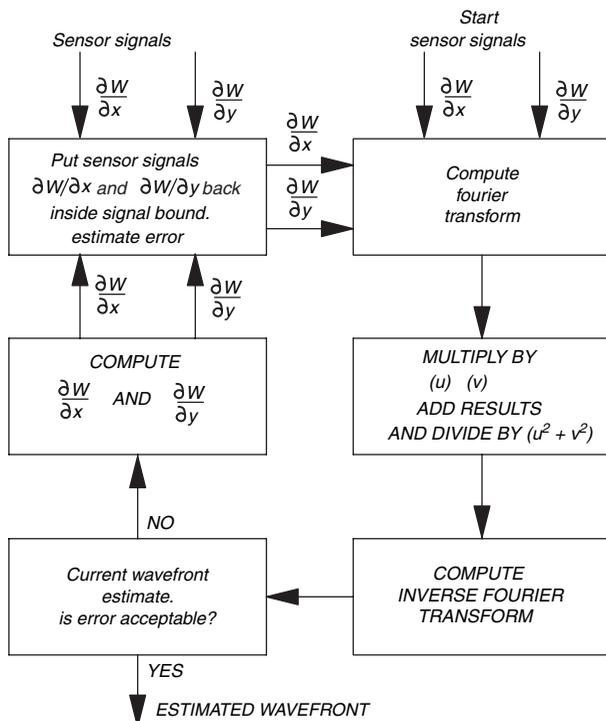 Sensor signals
Start
sensor signals
∂W/∂x
∂W/∂y
∂W/∂x
∂W/∂y
Put sensor signals
∂W/∂x and ∂W/∂y back
inside signal bound.
estimate error
∂W/∂x
∂W/∂y
Compute
fourier
transform
∂W/∂x
∂W/∂y
COMPUTE
∂W/∂x AND ∂W/∂y
MULTIPLY BY
(u) (v)
ADD RESULTS
AND DIVIDE BY (u² + v²)
NO
Current wavefront
estimate.
is error acceptable?
COMPUTE
INVERSE FOURIER
TRANSFORM
YES
ESTIMATED WAVEFRONT